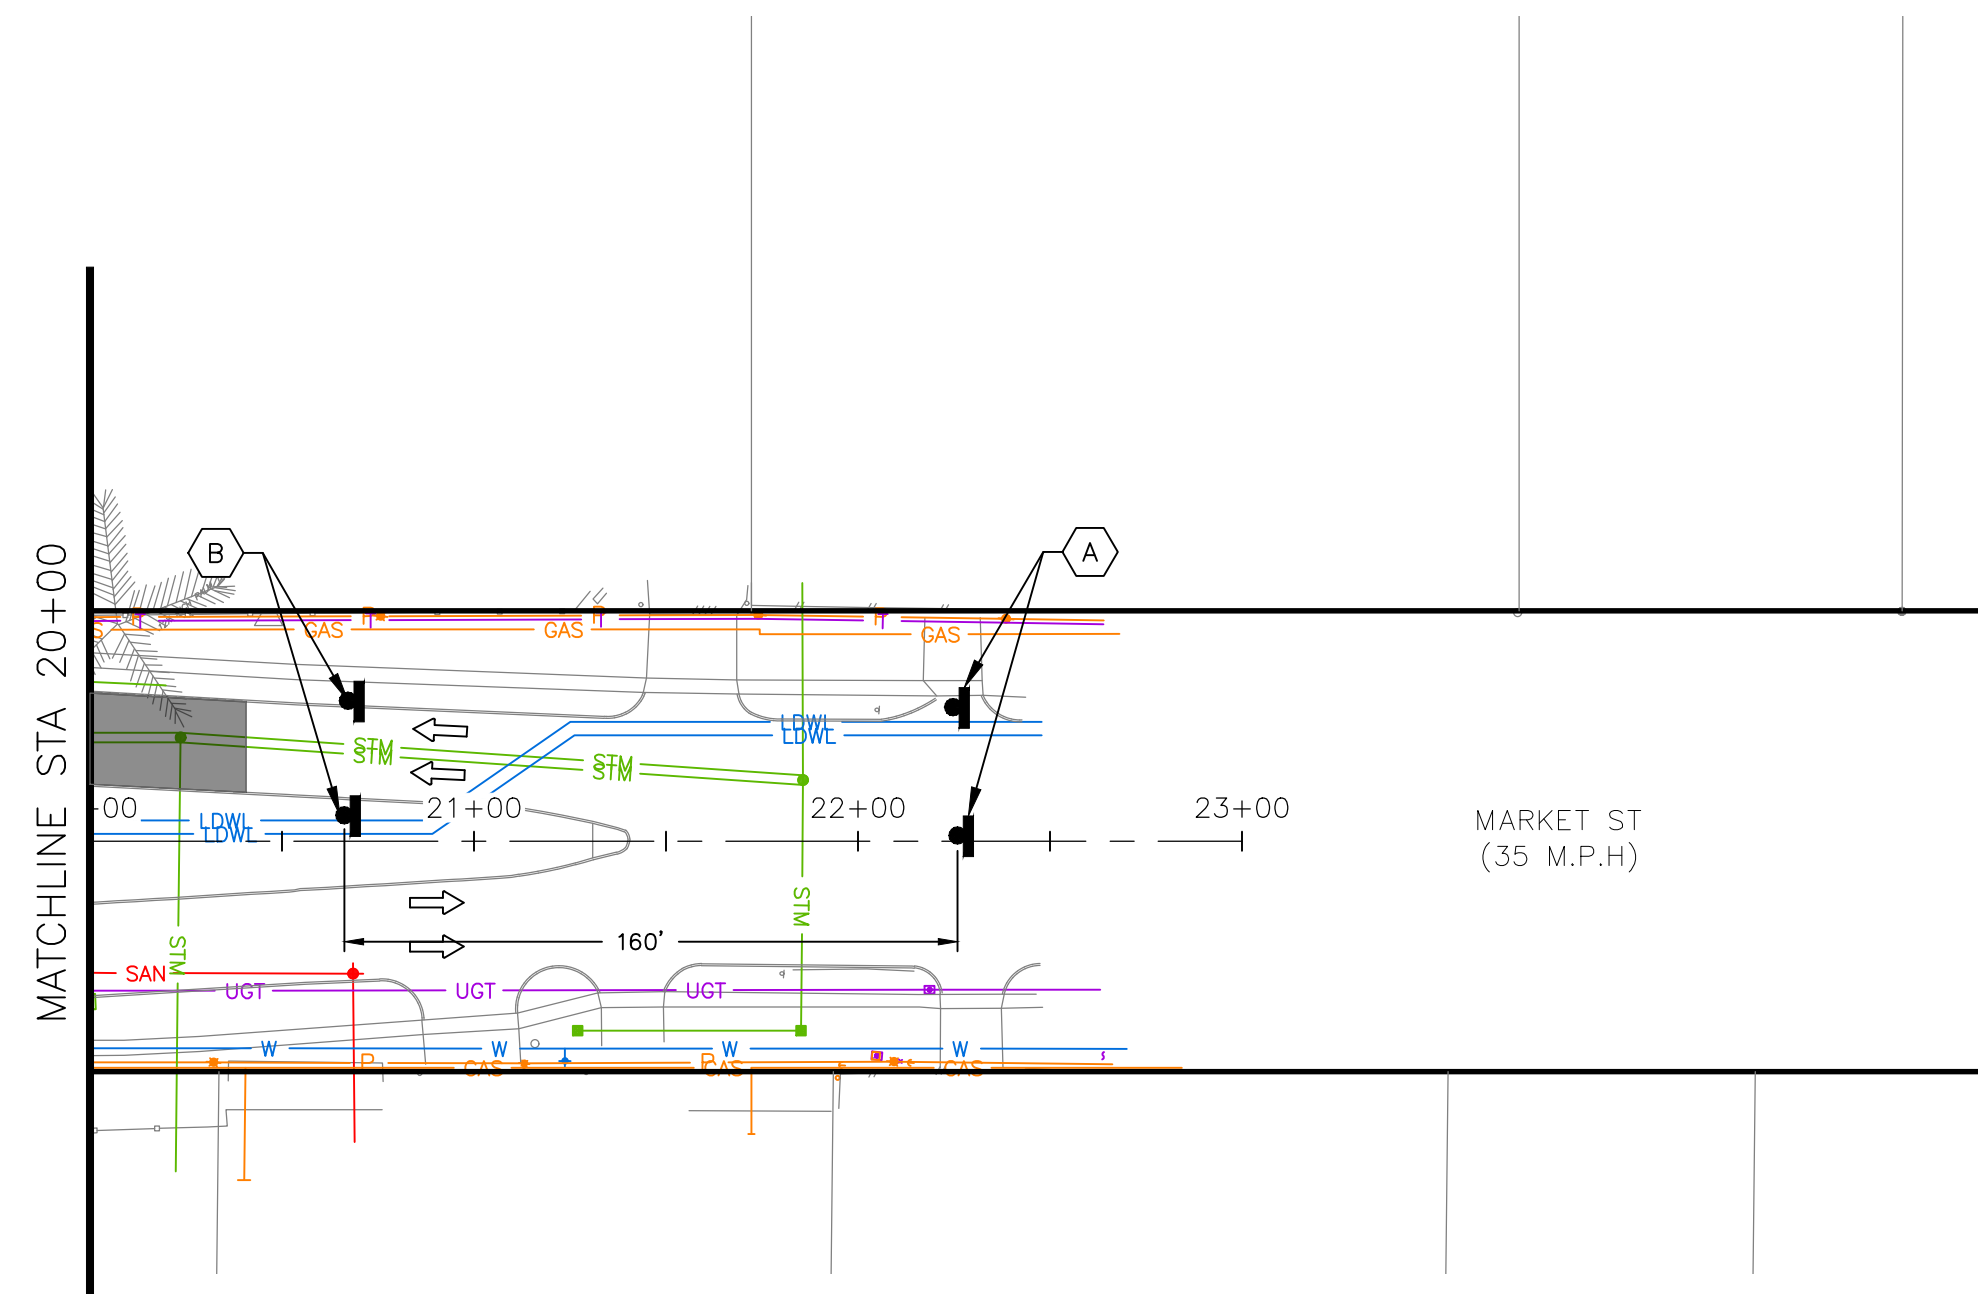 MATCHLINE STA 20+00
B
A
P
P
P
T
T
T
T
S
GAS
GAS
GAS
LDWL
LDWL
STM
STM
STM
STM
+00
21+00
22+00
23+00
LDWL
LDWL
MARKET ST
(35 M.P.H)
STM
STM
160'
SAN
UGT
UGT
UGT
W
W
W
W
P
P
GAS
GAS
GAS